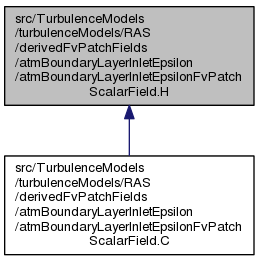 src/TurbulenceModels
/turbulenceModels/RAS
/derivedFvPatchFields
/atmBoundaryLayerInletEpsilon
/atmBoundaryLayerInletEpsilonFvPatch
ScalarField.H
src/TurbulenceModels
/turbulenceModels/RAS
/derivedFvPatchFields
/atmBoundaryLayerInletEpsilon
/atmBoundaryLayerInletEpsilonFvPatch
ScalarField.C